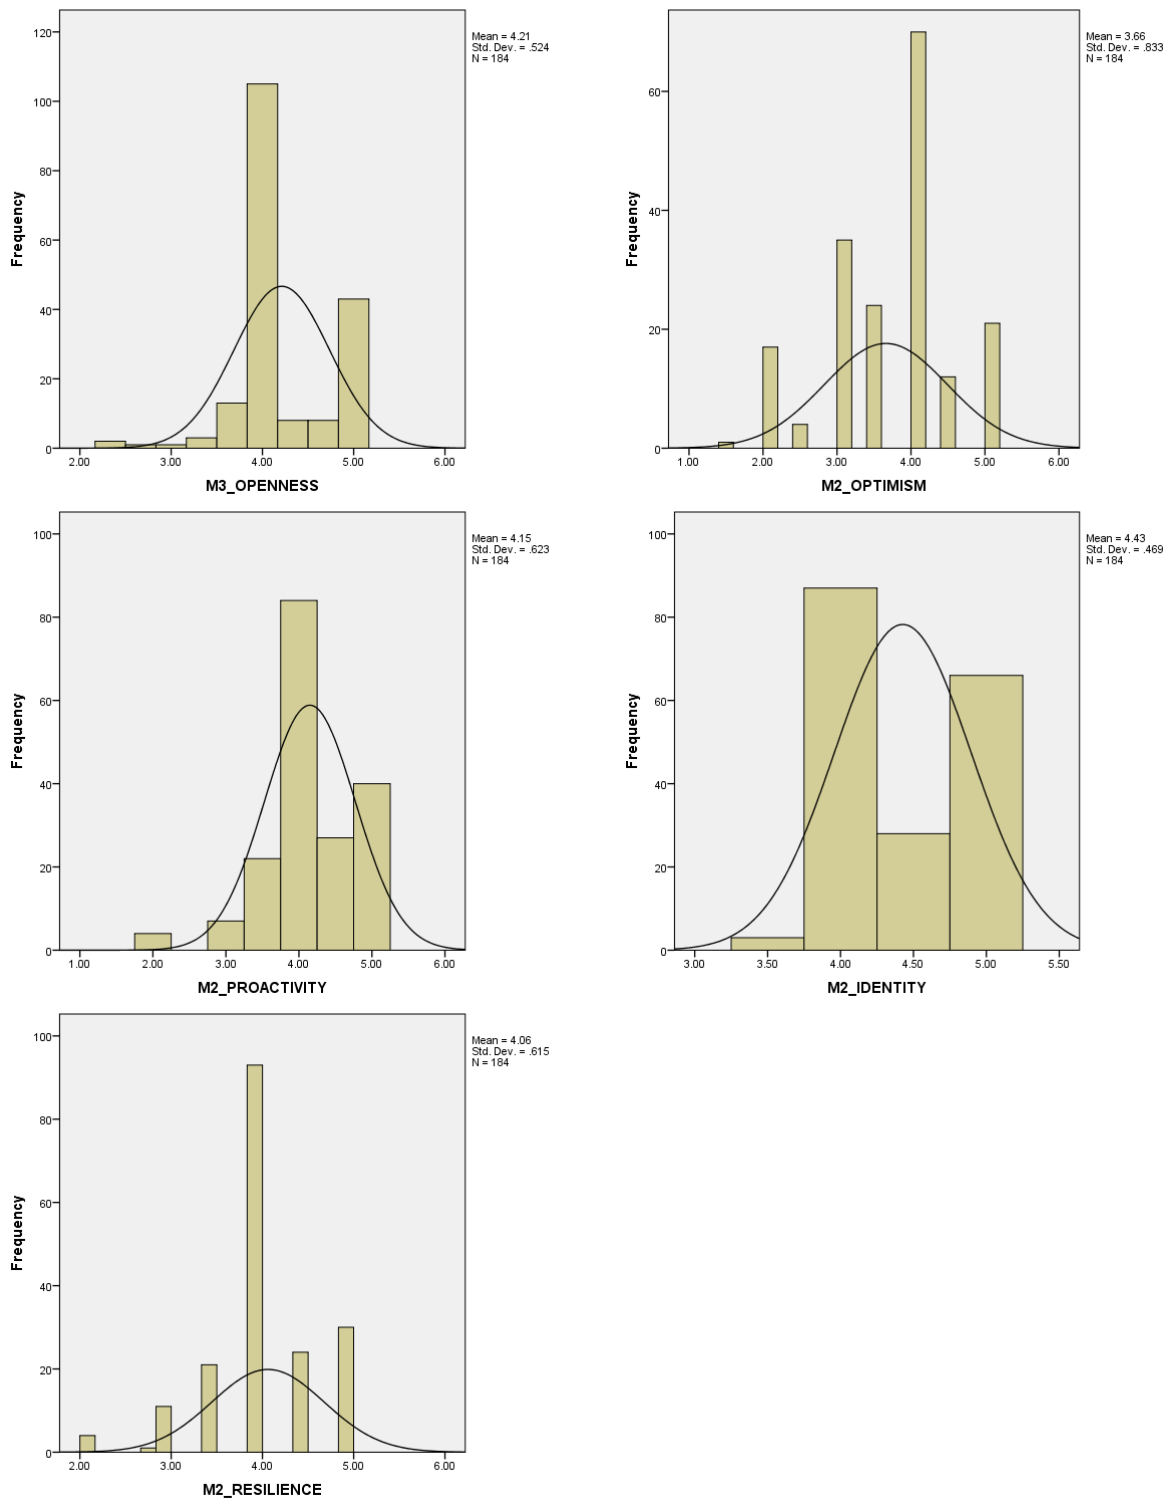 120
100
80
60
40
20
0
Frequency
2.00 3.00 4.00 5.00 6.00
M3_OPENNESS
Mean = 4.21
Std. Dev. = .524
N = 184
60
40
20
0
Frequency
1.00 2.00 3.00 4.00 5.00 6.00
M2_OPTIMISM
Mean = 3.66
Std. Dev. = .833
N = 184
100
80
60
40
20
0
Frequency
1.00 2.00 3.00 4.00 5.00 6.00
M2_PROACTIVITY
Mean = 4.15
Std. Dev. = .623
N = 184
100
80
60
40
20
0
Frequency
3.00 3.50 4.00 4.50 5.00 5.50
M2_IDENTITY
Mean = 4.43
Std. Dev. = .469
N = 184
100
80
60
40
20
0
Frequency
2.00 3.00 4.00 5.00 6.00
M2_RESILIENCE
Mean = 4.06
Std. Dev. = .615
N = 184